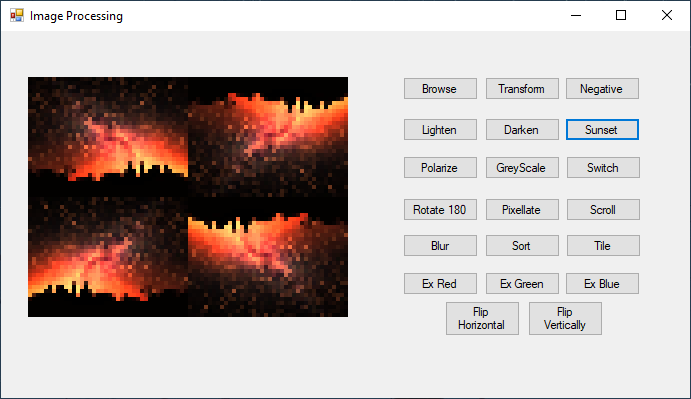 Image Processing
Browse
Transform
Negative
Lighten
Darken
Sunset
Polarize
GreyScale
Switch
Rotate 180
Pixellate
Scroll
Blur
Sort
Tile
Ex Red
Ex Green
Ex Blue
Flip
Horizontal
Flip
Vertically